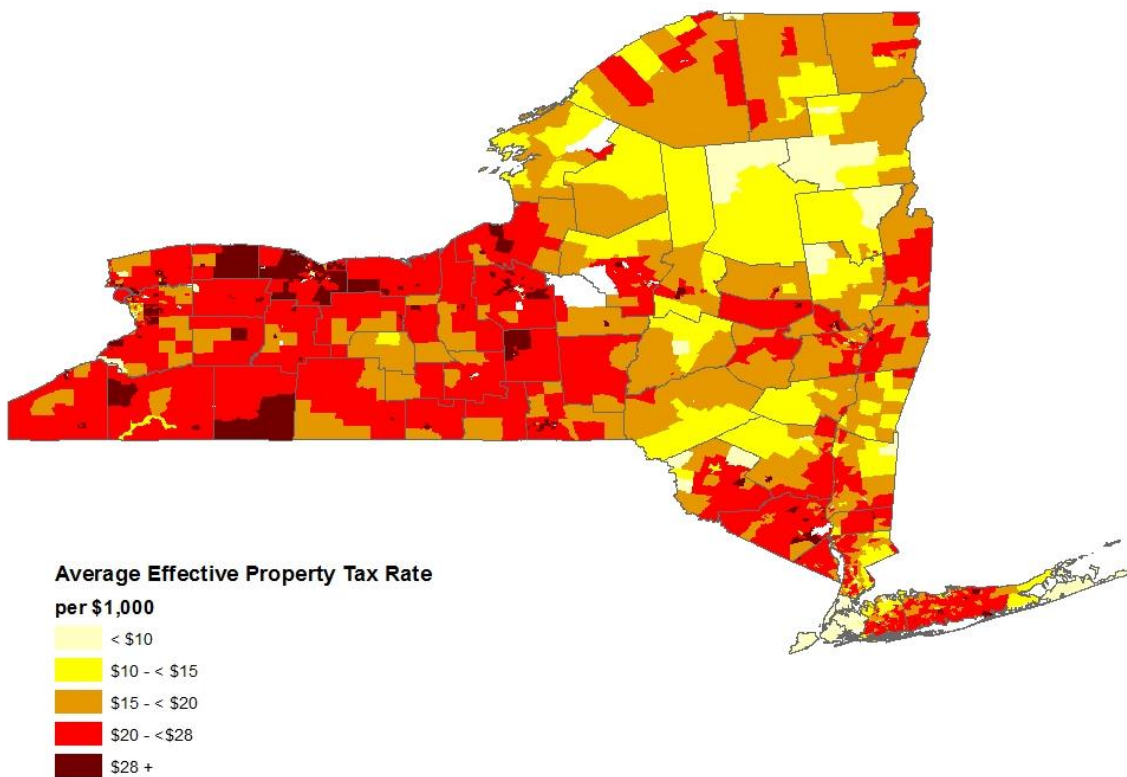 Average Effective Property Tax Rate
per $1,000
< $10
$10 - < $15
$15 - < $20
$20 - <$28
$28 +